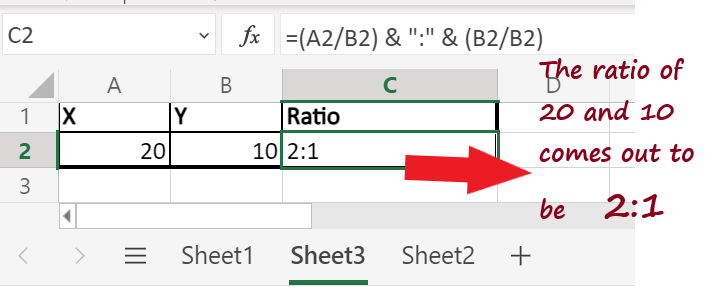 C2 fx =(A2/B2) & ":" & (B2/B2)
A B C D
1 X Y Ratio
2 20 10 2:1
3
The ratio of
20 and 10
comes out to
be 2:1
Sheet1 Sheet3 Sheet2